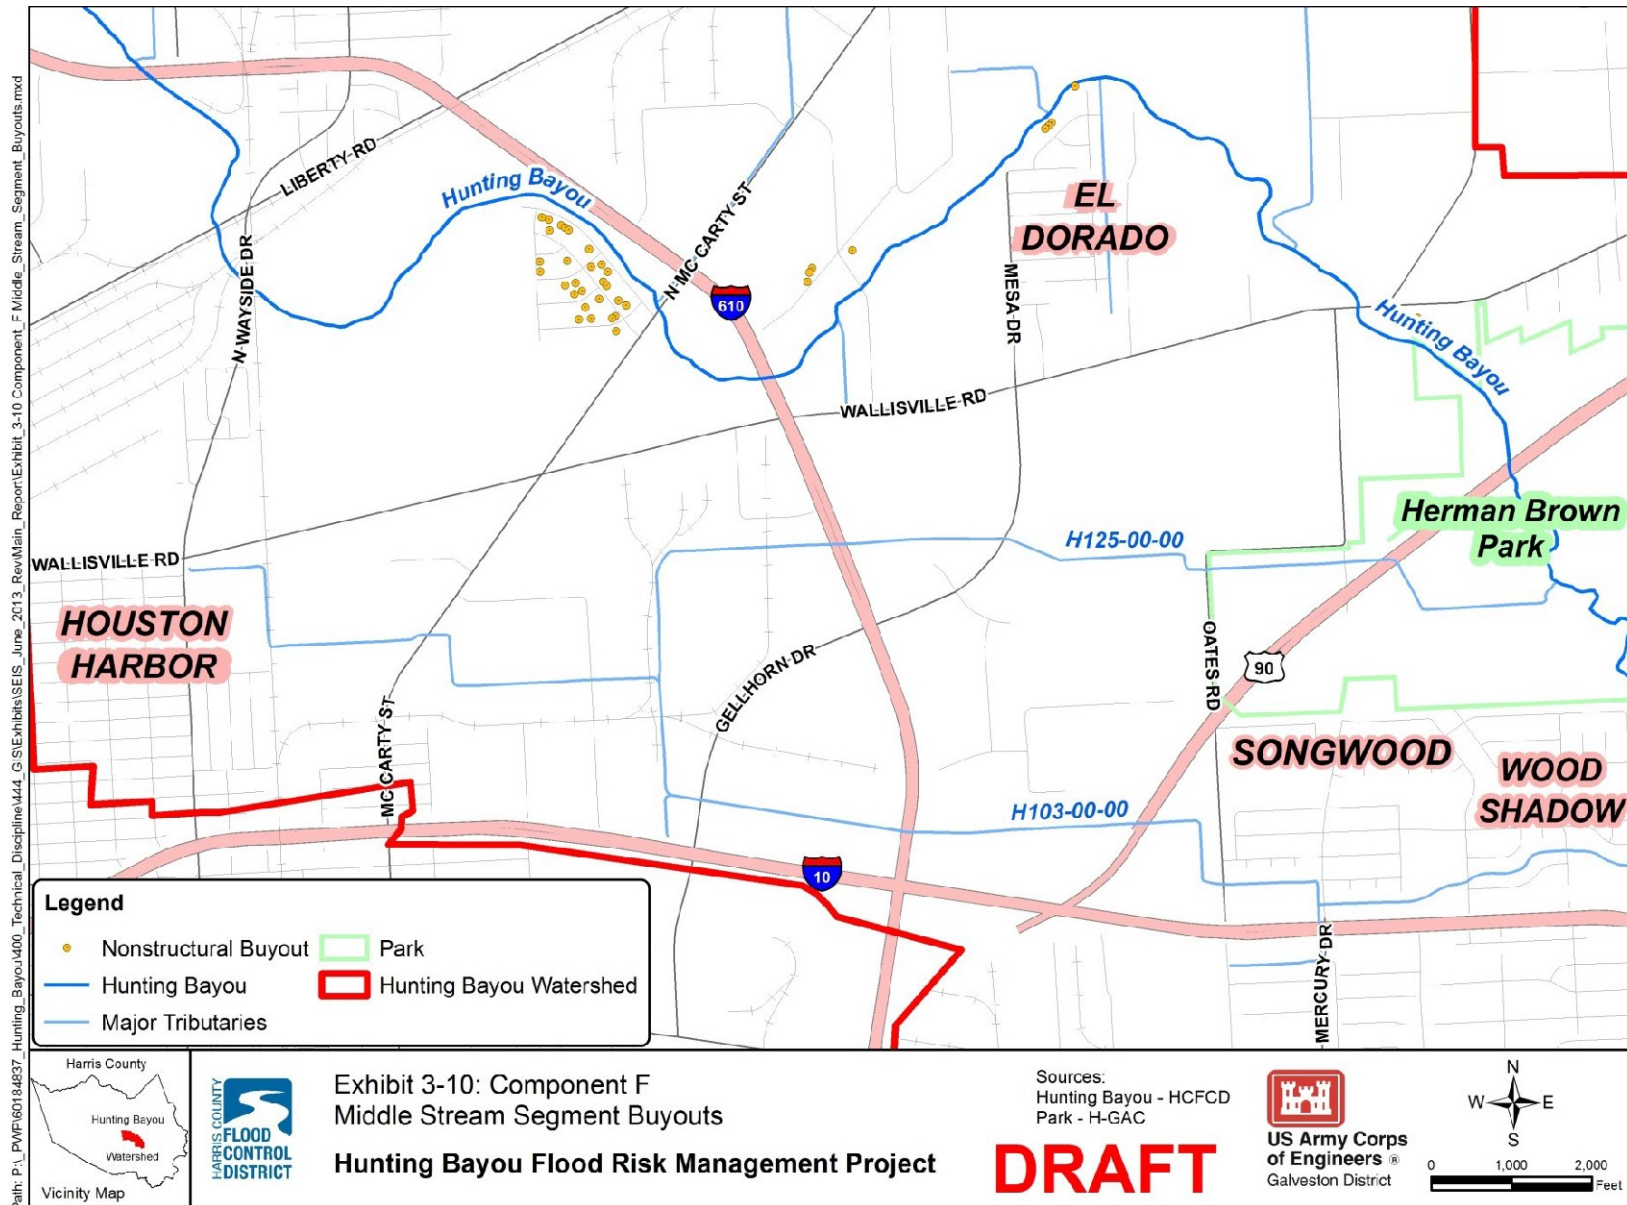 Path: P:\_PWP\60184837_Hunting_Bayou\400_Technical_Discipline\444_GIS\Exhibits\SEIS_June_2013_Rev\Main_Report\Exhibit_3-10 Component_F Middle_Stream_Segment_Buyouts.mxd
LIBERTY RD
Hunting Bayou
N WAYSIDE DR
N MC CARTY ST
610
EL
DORADO
MESA DR
Hunting Bayou
WALLISVILLE RD
Herman Brown
Park
H125-00-00
WALLISVILLE RD
HOUSTON
HARBOR
OATES RD
90
GELLHORN DR
MCCARTY ST
SONGWOOD
WOOD
SHADOW
H103-00-00
10
MERCURY DR
Legend
Nonstructural Buyout
Park
Hunting Bayou
Hunting Bayou Watershed
Major Tributaries
Harris County
Hunting Bayou
Watershed
Vicinity Map
HARRIS COUNTY
FLOOD
CONTROL
DISTRICT
Exhibit 3-10: Component F
Middle Stream Segment Buyouts
Hunting Bayou Flood Risk Management Project
Sources:
Hunting Bayou - HCFCD
Park - H-GAC
DRAFT
US Army Corps
of Engineers ®
Galveston District
N
W E
S
0 1,000 2,000
Feet